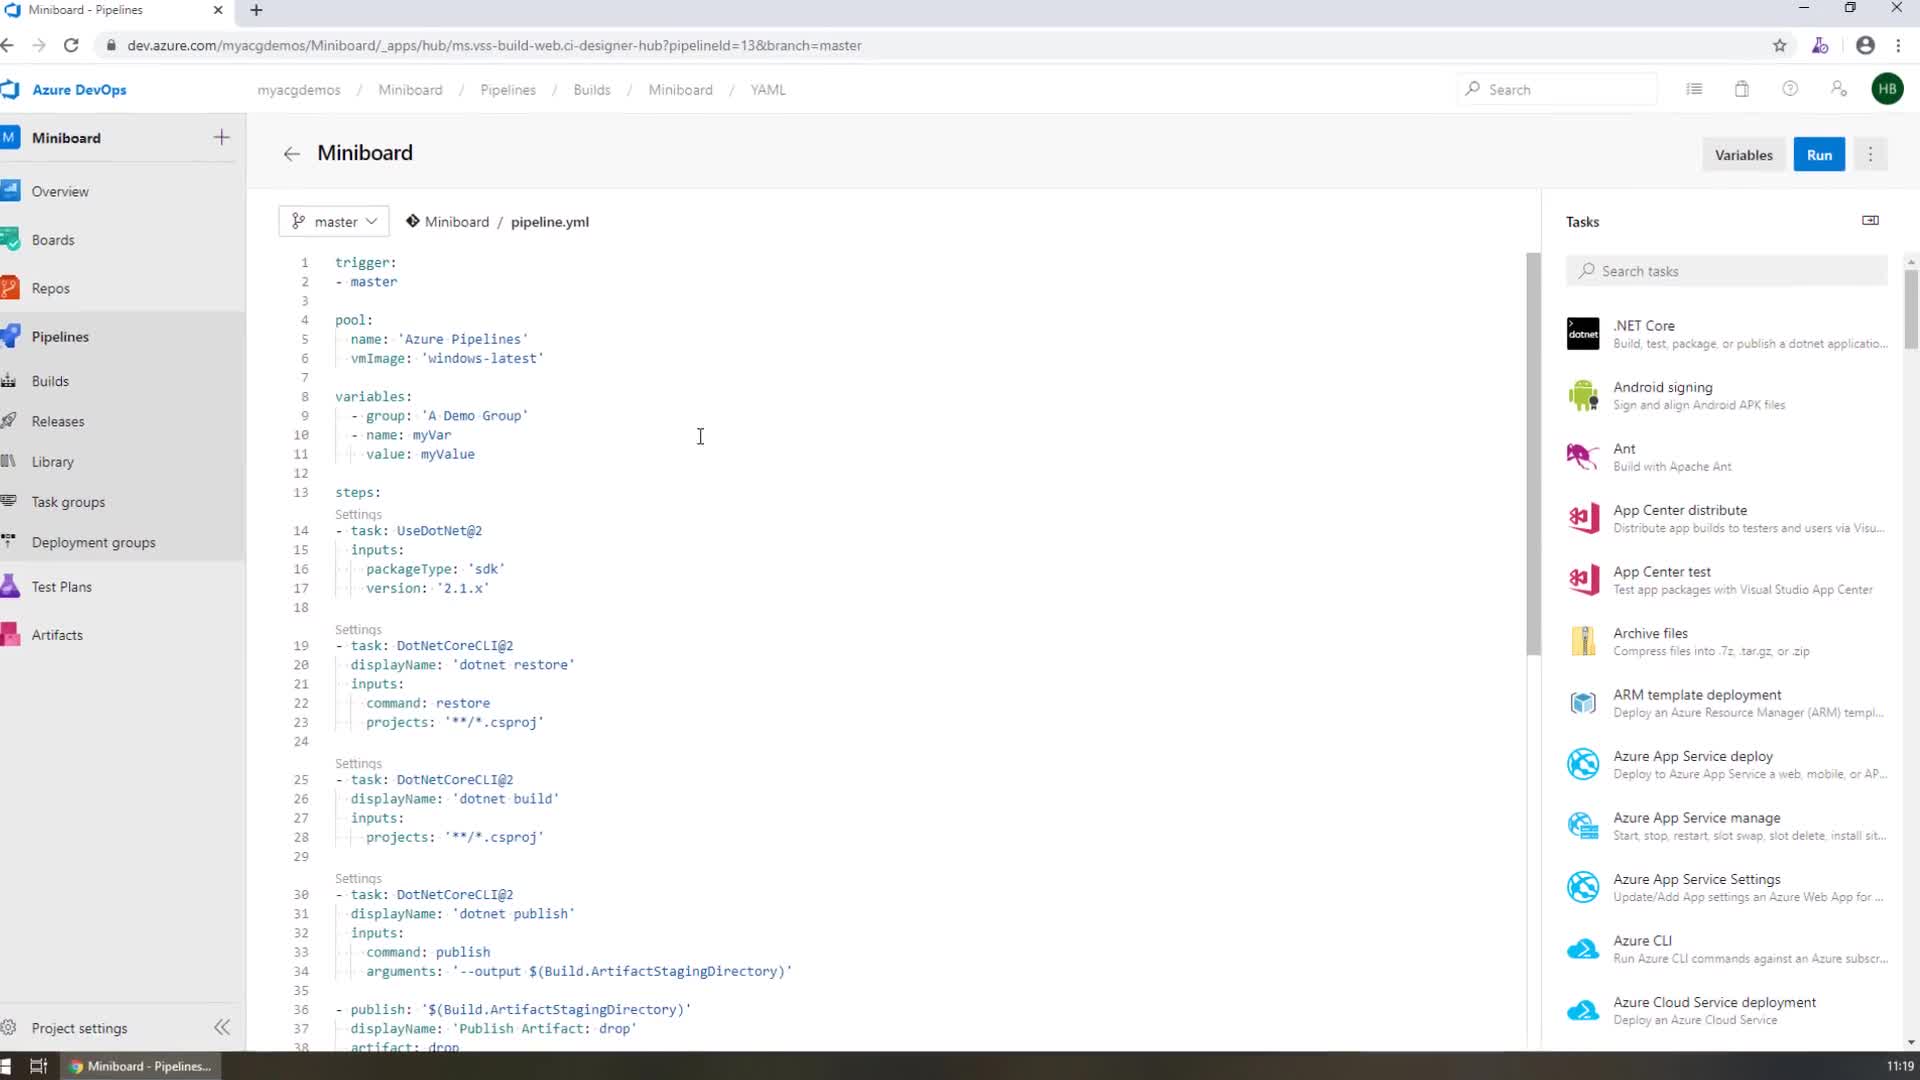 Miniboard - Pipelines
dev.azure.com/myacgdemos/Miniboard/_apps/hub/ms.vss-build-web.ci-designer-hub?pipelineId=13&branch=master
Azure DevOps
myacgdemos / Miniboard / Pipelines / Builds / Miniboard / YAML
Search
HB
M Miniboard
Overview
Boards
Repos
Pipelines
Builds
Releases
Library
Task groups
Deployment groups
Test Plans
Artifacts
Project settings
Miniboard
Variables
Run
master
Miniboard / pipeline.yml
1 trigger:
2 - master
3
4 pool:
5 name: 'Azure Pipelines'
6 vmImage: 'windows-latest'
7
8 variables:
9 - group: 'A Demo Group'
10 - name: myVar
11 value: myValue
12
13 steps:
Settings
14 - task: UseDotNet@2
15 inputs:
16 packageType: 'sdk'
17 version: '2.1.x'
18
Settings
19 - task: DotNetCoreCLI@2
20 displayName: 'dotnet restore'
21 inputs:
22 command: restore
23 projects: '**/*.csproj'
24
Settings
25 - task: DotNetCoreCLI@2
26 displayName: 'dotnet build'
27 inputs:
28 projects: '**/*.csproj'
29
Settings
30 - task: DotNetCoreCLI@2
31 displayName: 'dotnet publish'
32 inputs:
33 command: publish
34 arguments: '--output $(Build.ArtifactStagingDirectory)'
35
36 - publish: '$(Build.ArtifactStagingDirectory)'
37 displayName: 'Publish Artifact: drop'
38 artifact: drop
Tasks
Search tasks
dotnet
.NET Core
Build, test, package, or publish a dotnet applicatio...
Android signing
Sign and align Android APK files
Ant
Build with Apache Ant
App Center distribute
Distribute app builds to testers and users via Visu...
App Center test
Test app packages with Visual Studio App Center
Archive files
Compress files into .7z, .tar.gz, or .zip
ARM template deployment
Deploy an Azure Resource Manager (ARM) templ...
Azure App Service deploy
Deploy to Azure App Service a web, mobile, or AP...
Azure App Service manage
Start, stop, restart, slot swap, slot delete, install sit...
Azure App Service Settings
Update/Add App settings an Azure Web App for ...
Azure CLI
Run Azure CLI commands against an Azure subscr...
Azure Cloud Service deployment
Deploy an Azure Cloud Service
Miniboard - Pipelines...
11:19